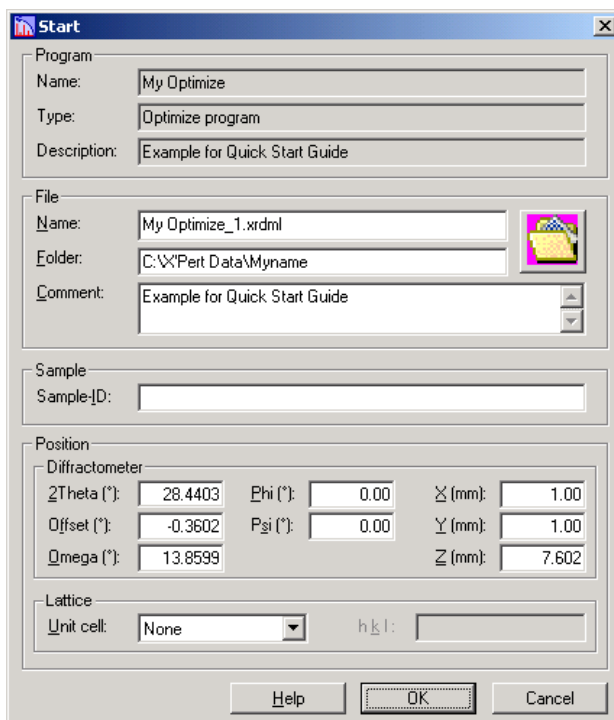 Start
Program
Name: My Optimize
Type: Optimize program
Description: Example for Quick Start Guide
File
Name: My Optimize_1.xrdml
Folder: C:\X'Pert Data\Myname
Comment: Example for Quick Start Guide
Sample
Sample-ID:
Position
Diffractometer
2Theta (°): 28.4403 Phi (°): 0.00 X (mm): 1.00
Offset (°): -0.3602 Psi (°): 0.00 Y (mm): 1.00
Omega (°): 13.8599 Z (mm): 7.602
Lattice
Unit cell: None h k l:
Help OK Cancel